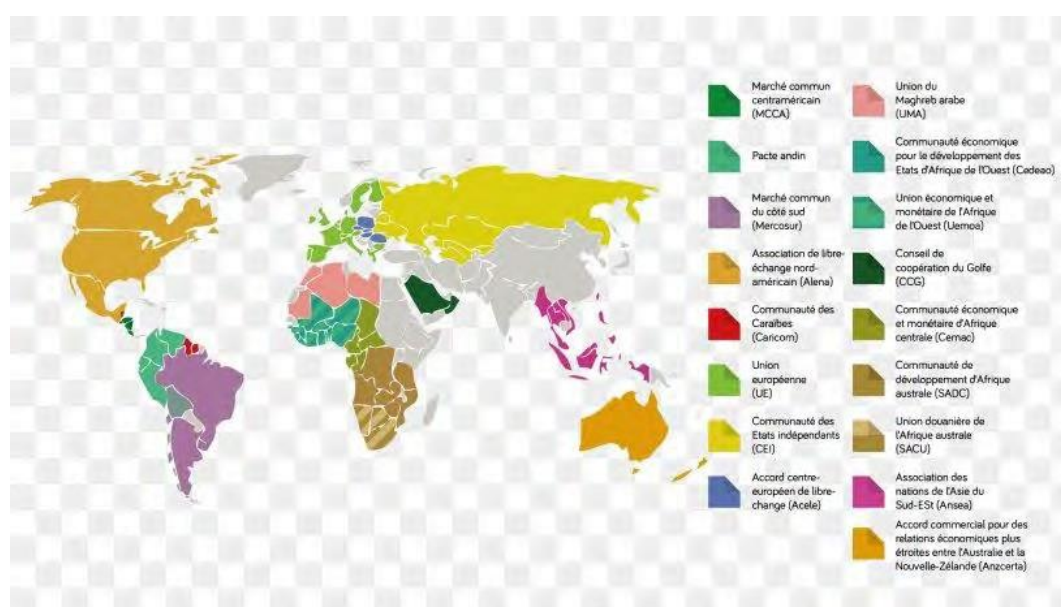 Marché commun
centraméricain
(MCCA)
Pacte andin
Marché commun
du côté sud
(Mercosur)
Association de libre-
échange nord-
américain (Alena)
Communauté des
Caraïbes
(Caricom)
Union
européenne
(UE)
Communauté des
Etats indépendants
(CEI)
Accord centre-
européen de libre-
change (Acele)
Union du
Maghreb arabe
(UMA)
Communauté économique
pour le développement des
Etats d'Afrique de l'Ouest (Cedeao)
Union économique et
monétaire de l'Afrique
de l'Ouest (Uemoa)
Conseil de
coopération du Golfe
(CCG)
Communauté économique
et monétaire d'Afrique
centrale (Cemac)
Communauté de
développement d'Afrique
australe (SADC)
Union douanière de
l'Afrique australe
(SACU)
Association des
nations de l'Asie du
Sud-ESt (Ansea)
Accord commercial pour des
relations économiques plus
étroites entre l'Australie et la
Nouvelle-Zélande (Anzcerta)